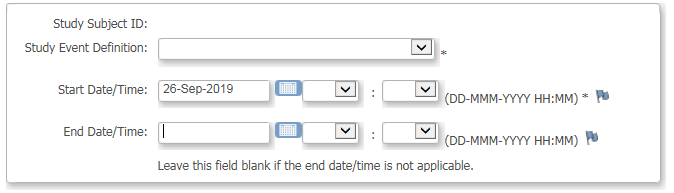 Study Subject ID:
Study Event Definition: *
Start Date/Time: 26-Sep-2019 : (DD-MMM-YYYY HH:MM) *
End Date/Time: : (DD-MMM-YYYY HH:MM)
Leave this field blank if the end date/time is not applicable.